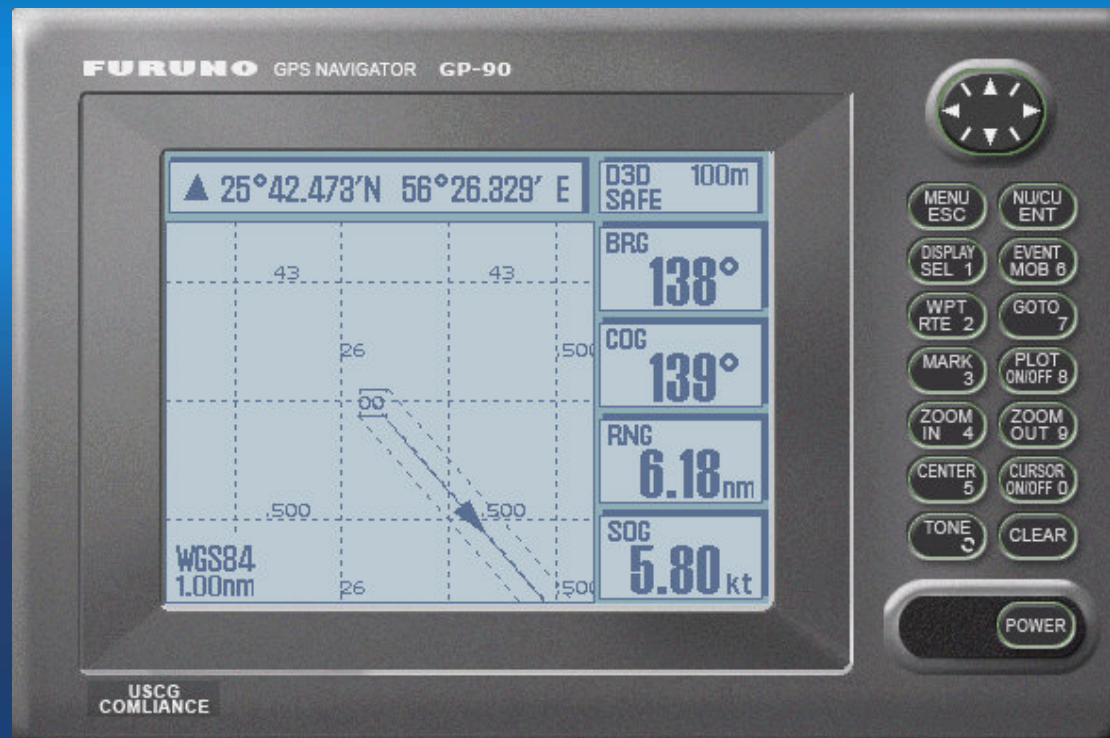 FURUNO GPS NAVIGATOR GP-90
25°42.473'N 56°26.329' E
D3D 100m
SAFE
BRG
138°
COG
139°
RNG
6.18nm
SOG
5.80kt
43 43
26 .500
00
.500 .500
WGS84
1.00nm
26 .500
MENU
ESC
NU/CU
ENT
DISPLAY
SEL 1
EVENT
MOB 6
WPT
RTE 2
GOTO
7
MARK
3
PLOT
ON/OFF 8
ZOOM
IN 4
ZOOM
OUT 9
CENTER
5
CURSOR
ON/OFF 0
TONE
CLEAR
POWER
USCG
COMLIANCE